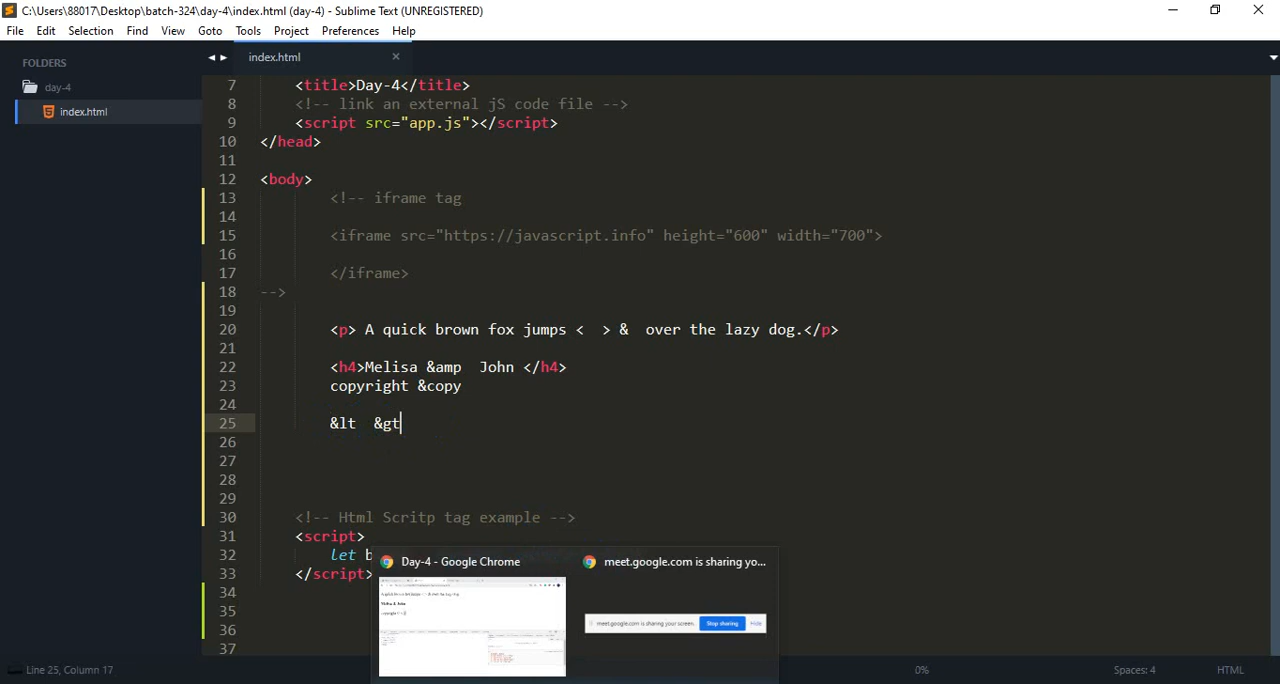 C:\Users\88017\Desktop\batch-324\day-4\index.html (day-4) - Sublime Text (UNREGISTERED)
File Edit Selection Find View Goto Tools Project Preferences Help
FOLDERS
day-4
index.html
index.html
7 <title>Day-4</title>
8 <!-- link an external jS code file -->
9 <script src="app.js"></script>
10 </head>
11
12 <body>
13 <!-- iframe tag
14
15 <iframe src="https://javascript.info" height="600" width="700">
16
17 </iframe>
18 -->
19
20 <p> A quick brown fox jumps <  > &  over the lazy dog.</p>
21
22 <h4>Melisa &amp  John </h4>
23 copyright &copy
24
25 &lt  &gt
26
27
28
29
30 <!-- Html Scritp tag example -->
31 <script>
32 let b
33 </script>
34
35
36
37
Day-4 - Google Chrome
meet.google.com is sharing yo...
meet.google.com is sharing your screen.
Stop sharing
Hide
Line 25, Column 17
0%
Spaces: 4
HTML